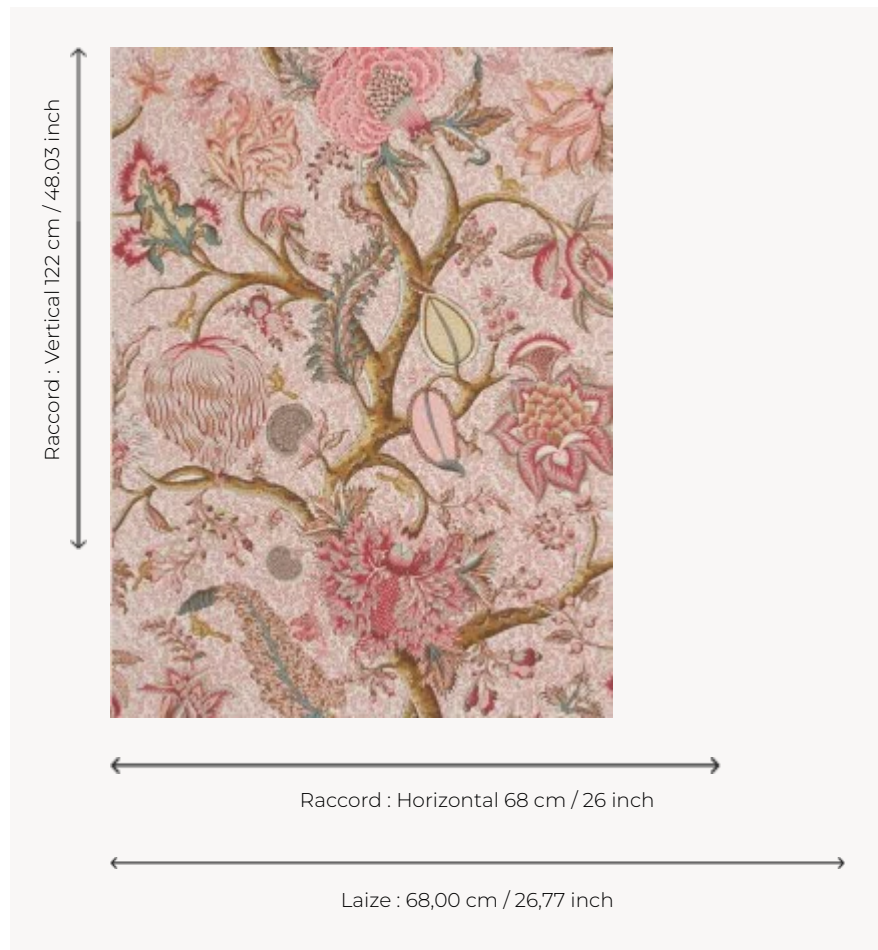 Raccord : Vertical 122 cm / 48.03 inch
Raccord : Horizontal 68 cm / 26 inch
Laize : 68,00 cm / 26,77 inch